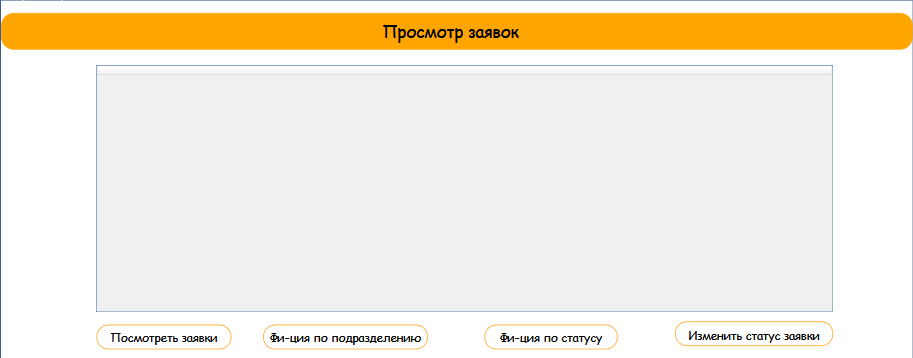 Просмотр заявок
Посмотреть заявки
Фи-ция по подразделению
Фи-ция по статусу
Изменить статус заявки